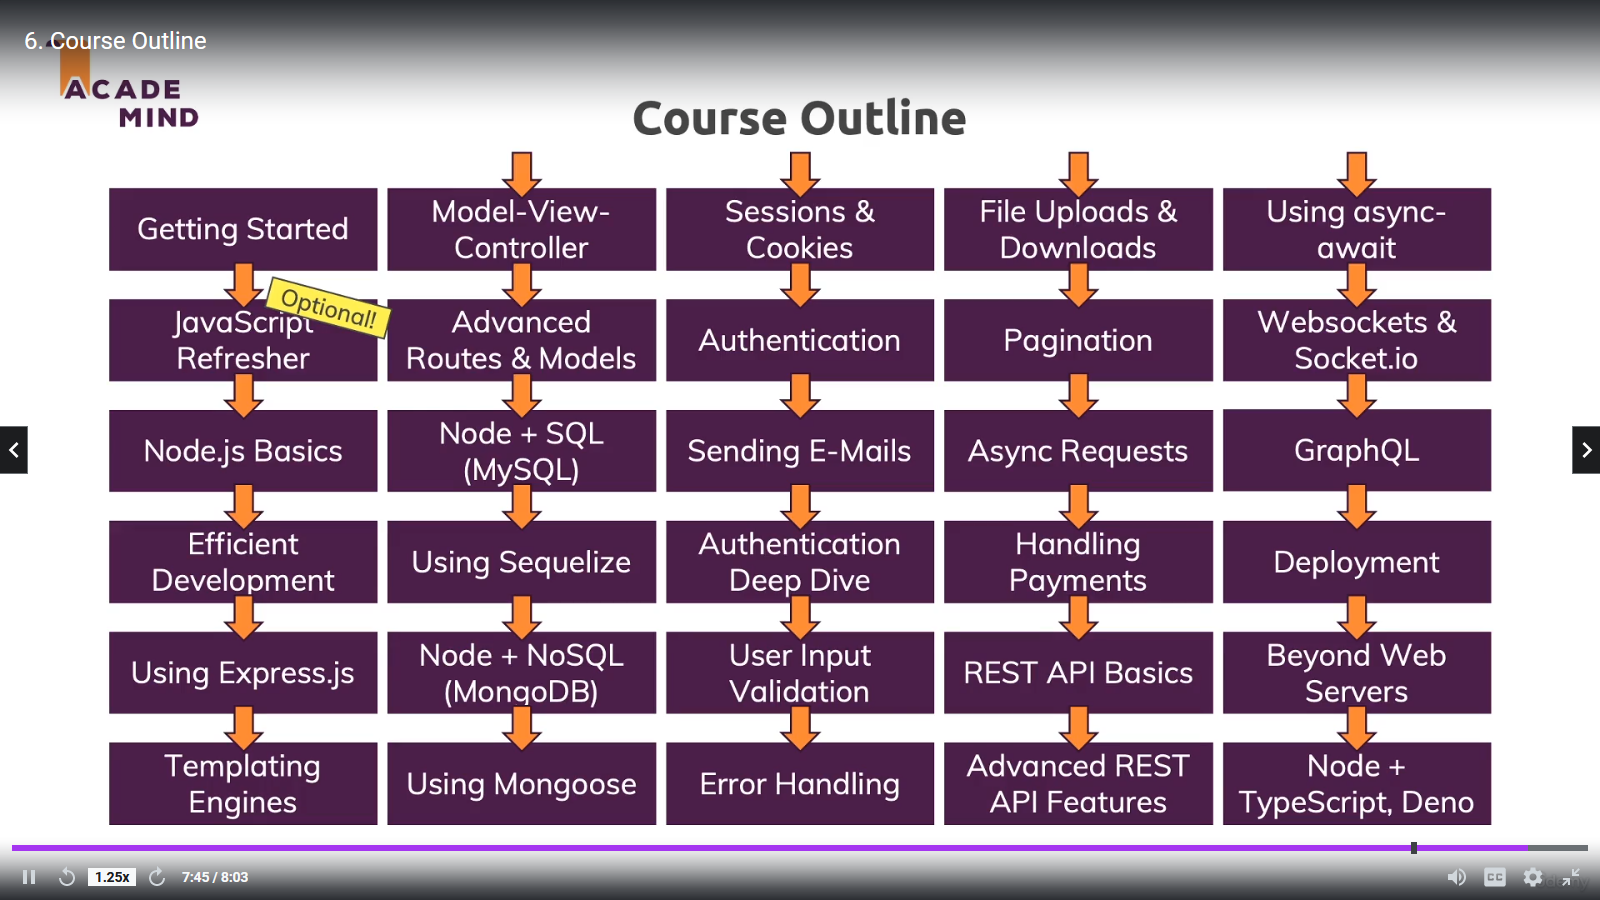 6. Course Outline
ACADE
MIND
Course Outline
Getting Started
JavaScript
Refresher
Optional!
Node.js Basics
Efficient
Development
Using Express.js
Templating
Engines
Model-View-
Controller
Advanced
Routes & Models
Node + SQL
(MySQL)
Using Sequelize
Node + NoSQL
(MongoDB)
Using Mongoose
Sessions &
Cookies
Authentication
Sending E-Mails
Authentication
Deep Dive
User Input
Validation
Error Handling
File Uploads &
Downloads
Pagination
Async Requests
Handling
Payments
REST API Basics
Advanced REST
API Features
Using async-
await
Websockets &
Socket.io
GraphQL
Deployment
Beyond Web
Servers
Node +
TypeScript, Deno
1.25x
7:45 / 8:03
CC